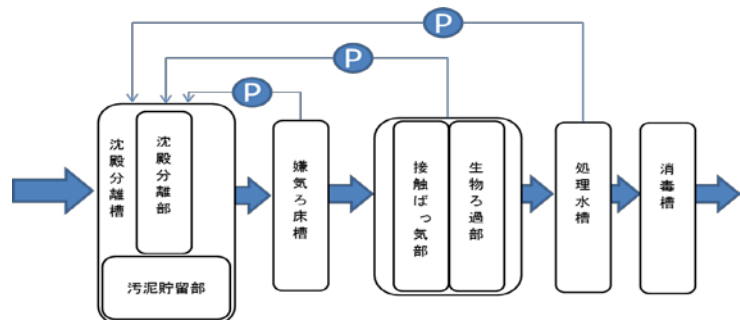 P
P
P
沈殿分離槽
沈殿分離部
汚泥貯留部
嫌気ろ床槽
接触ばっ気部
生物ろ過部
処理水槽
消毒槽